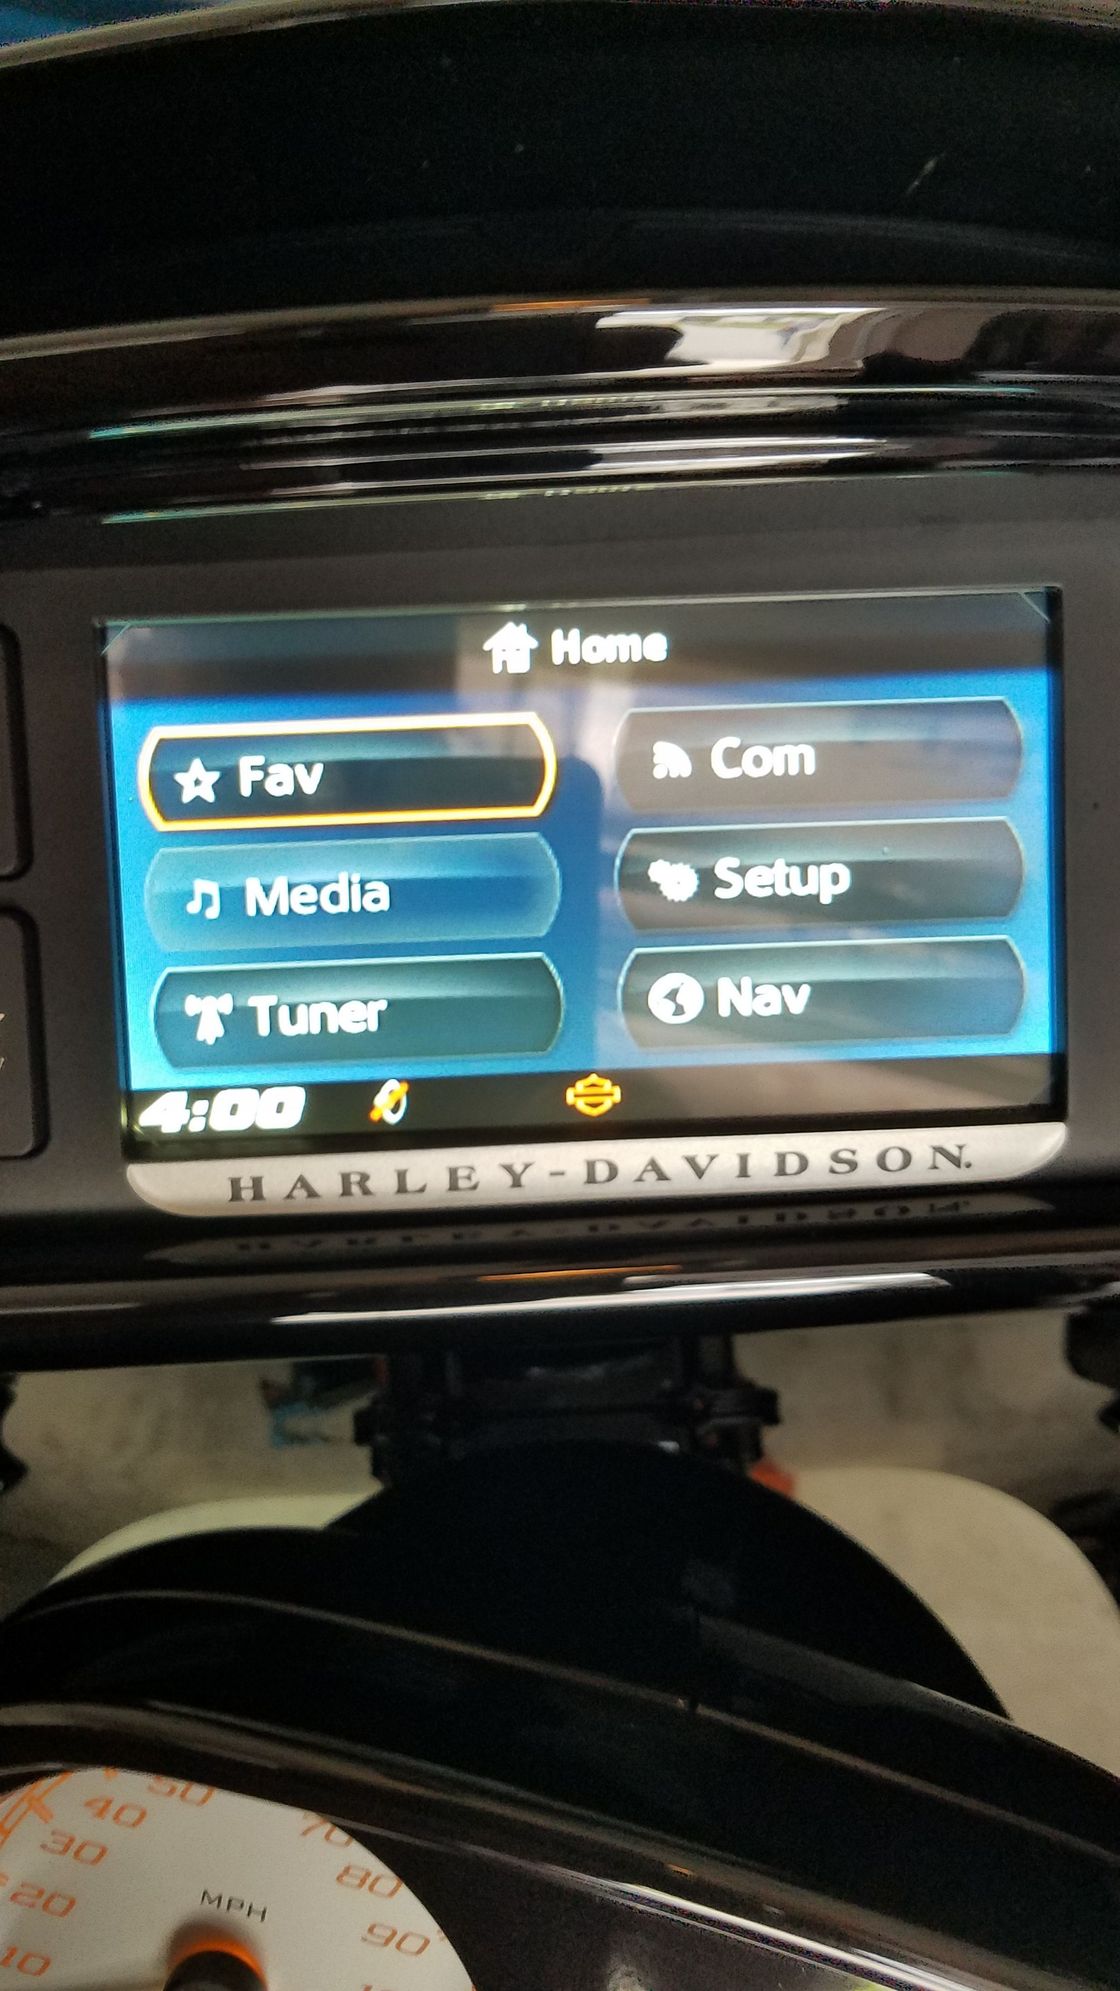 Home
Fav
Com
Media
Setup
Tuner
Nav
4:00
HARLEY-DAVIDSON.
50
40
70
30
80
20
MPH
90
10